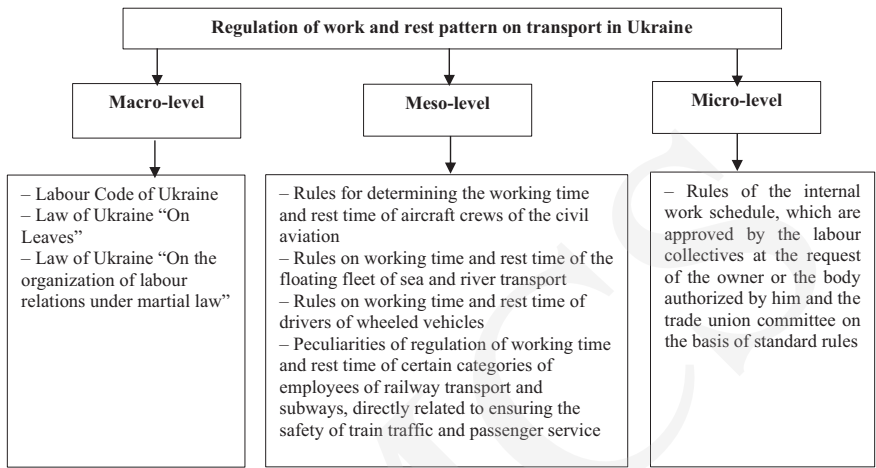 Regulation of work and rest pattern on transport in Ukraine
Macro-level
Meso-level
Micro-level
– Labour Code of Ukraine
– Law of Ukraine “On
Leaves”
– Law of Ukraine “On the
organization of labour
relations under martial law”
– Rules for determining the working time
and rest time of aircraft crews of the civil
aviation
– Rules on working time and rest time of the
floating fleet of sea and river transport
– Rules on working time and rest time of
drivers of wheeled vehicles
– Peculiarities of regulation of working time
and rest time of certain categories of
employees of railway transport and
subways, directly related to ensuring the
safety of train traffic and passenger service
– Rules of the internal
work schedule, which are
approved by the labour
collectives at the request
of the owner or the body
authorized by him and the
trade union committee on
the basis of standard rules